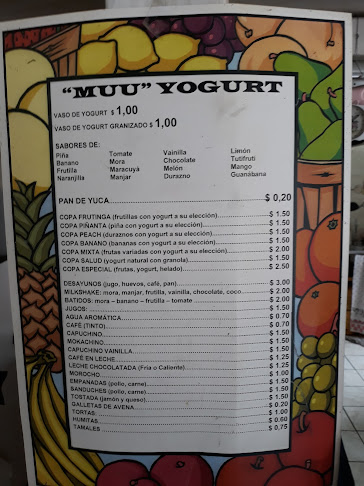 “MUU” YOGURT
VASO DE YOGURT $ 1,00
VASO DE YOGURT GRANIZADO $ 1,00
SABORES DE:
Piña Tomate Vainilla Limón
Banano Mora Chocolate Tutifruti
Frutilla Maracuyá Melón Mango
Naranjilla Manjar Durazno Guanábana
PAN DE YUCA $ 0,20
COPA FRUTINGA (frutillas con yogurt a su elección) $ 1.50
COPA PIÑANTA (piña con yogurt a su elección) $ 1.50
COPA PEACH (duraznos con yogurt a su elección) $ 1.50
COPA BANANO (bananas con yogurt a su elección) $ 1.50
COPA MIXTA (frutas variadas con yogurt a su elección) $ 2.00
COPA SALUD (yogurt natural con granola) $ 1.50
COPA ESPECIAL (frutas, yogurt, helado) $ 2.50
DESAYUNOS (jugo, huevos, café, pan) $ 3.00
MILKSHAKE: mora, manjar, frutilla, vainilla, chocolate, coco $ 2.00
BATIDOS: mora – banano – frutilla – tomate $ 2,00
JUGOS: $ 1.50
AGUA AROMÁTICA $ 0.70
CAFÉ (TINTO) $ 0.70
CAPUCHINO $ 1.50
MOKACHINO $ 1.50
CAPUCHINO VAINILLA $ 1.50
CAFÉ EN LECHE $ 1.25
LECHE CHOCOLATADA (Fría o Caliente) $ 1.25
MOROCHO $ 1.00
EMPANADAS (pollo, carne) $ 1.50
SANDUCHES (pollo, carne) $ 1.50
TOSTADA (jamón y queso) $ 1.50
GALLETAS DE AVENA $ 0.20
TORTAS $ 1.00
HUMITAS $ 0.60
TAMALES $ 0,75